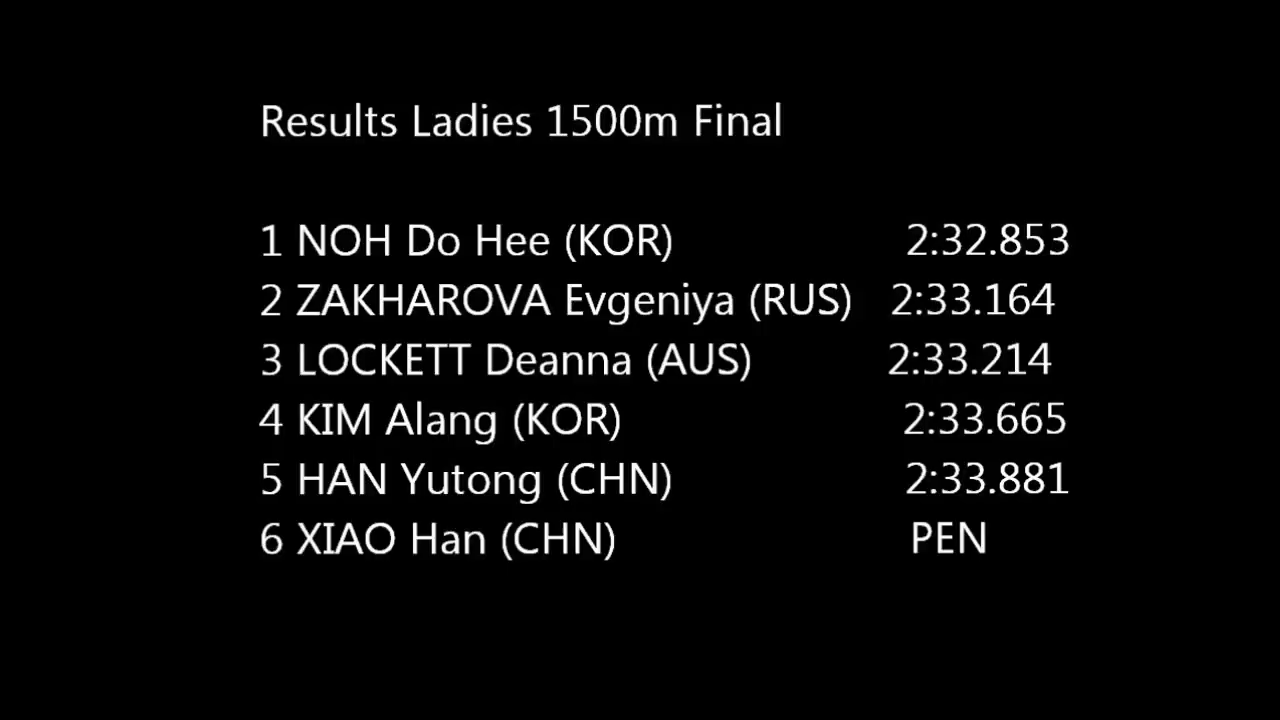 Results Ladies 1500m Final
1 NOH Do Hee (KOR) 2:32.853
2 ZAKHAROVA Evgeniya (RUS) 2:33.164
3 LOCKETT Deanna (AUS) 2:33.214
4 KIM Alang (KOR) 2:33.665
5 HAN Yutong (CHN) 2:33.881
6 XIAO Han (CHN) PEN